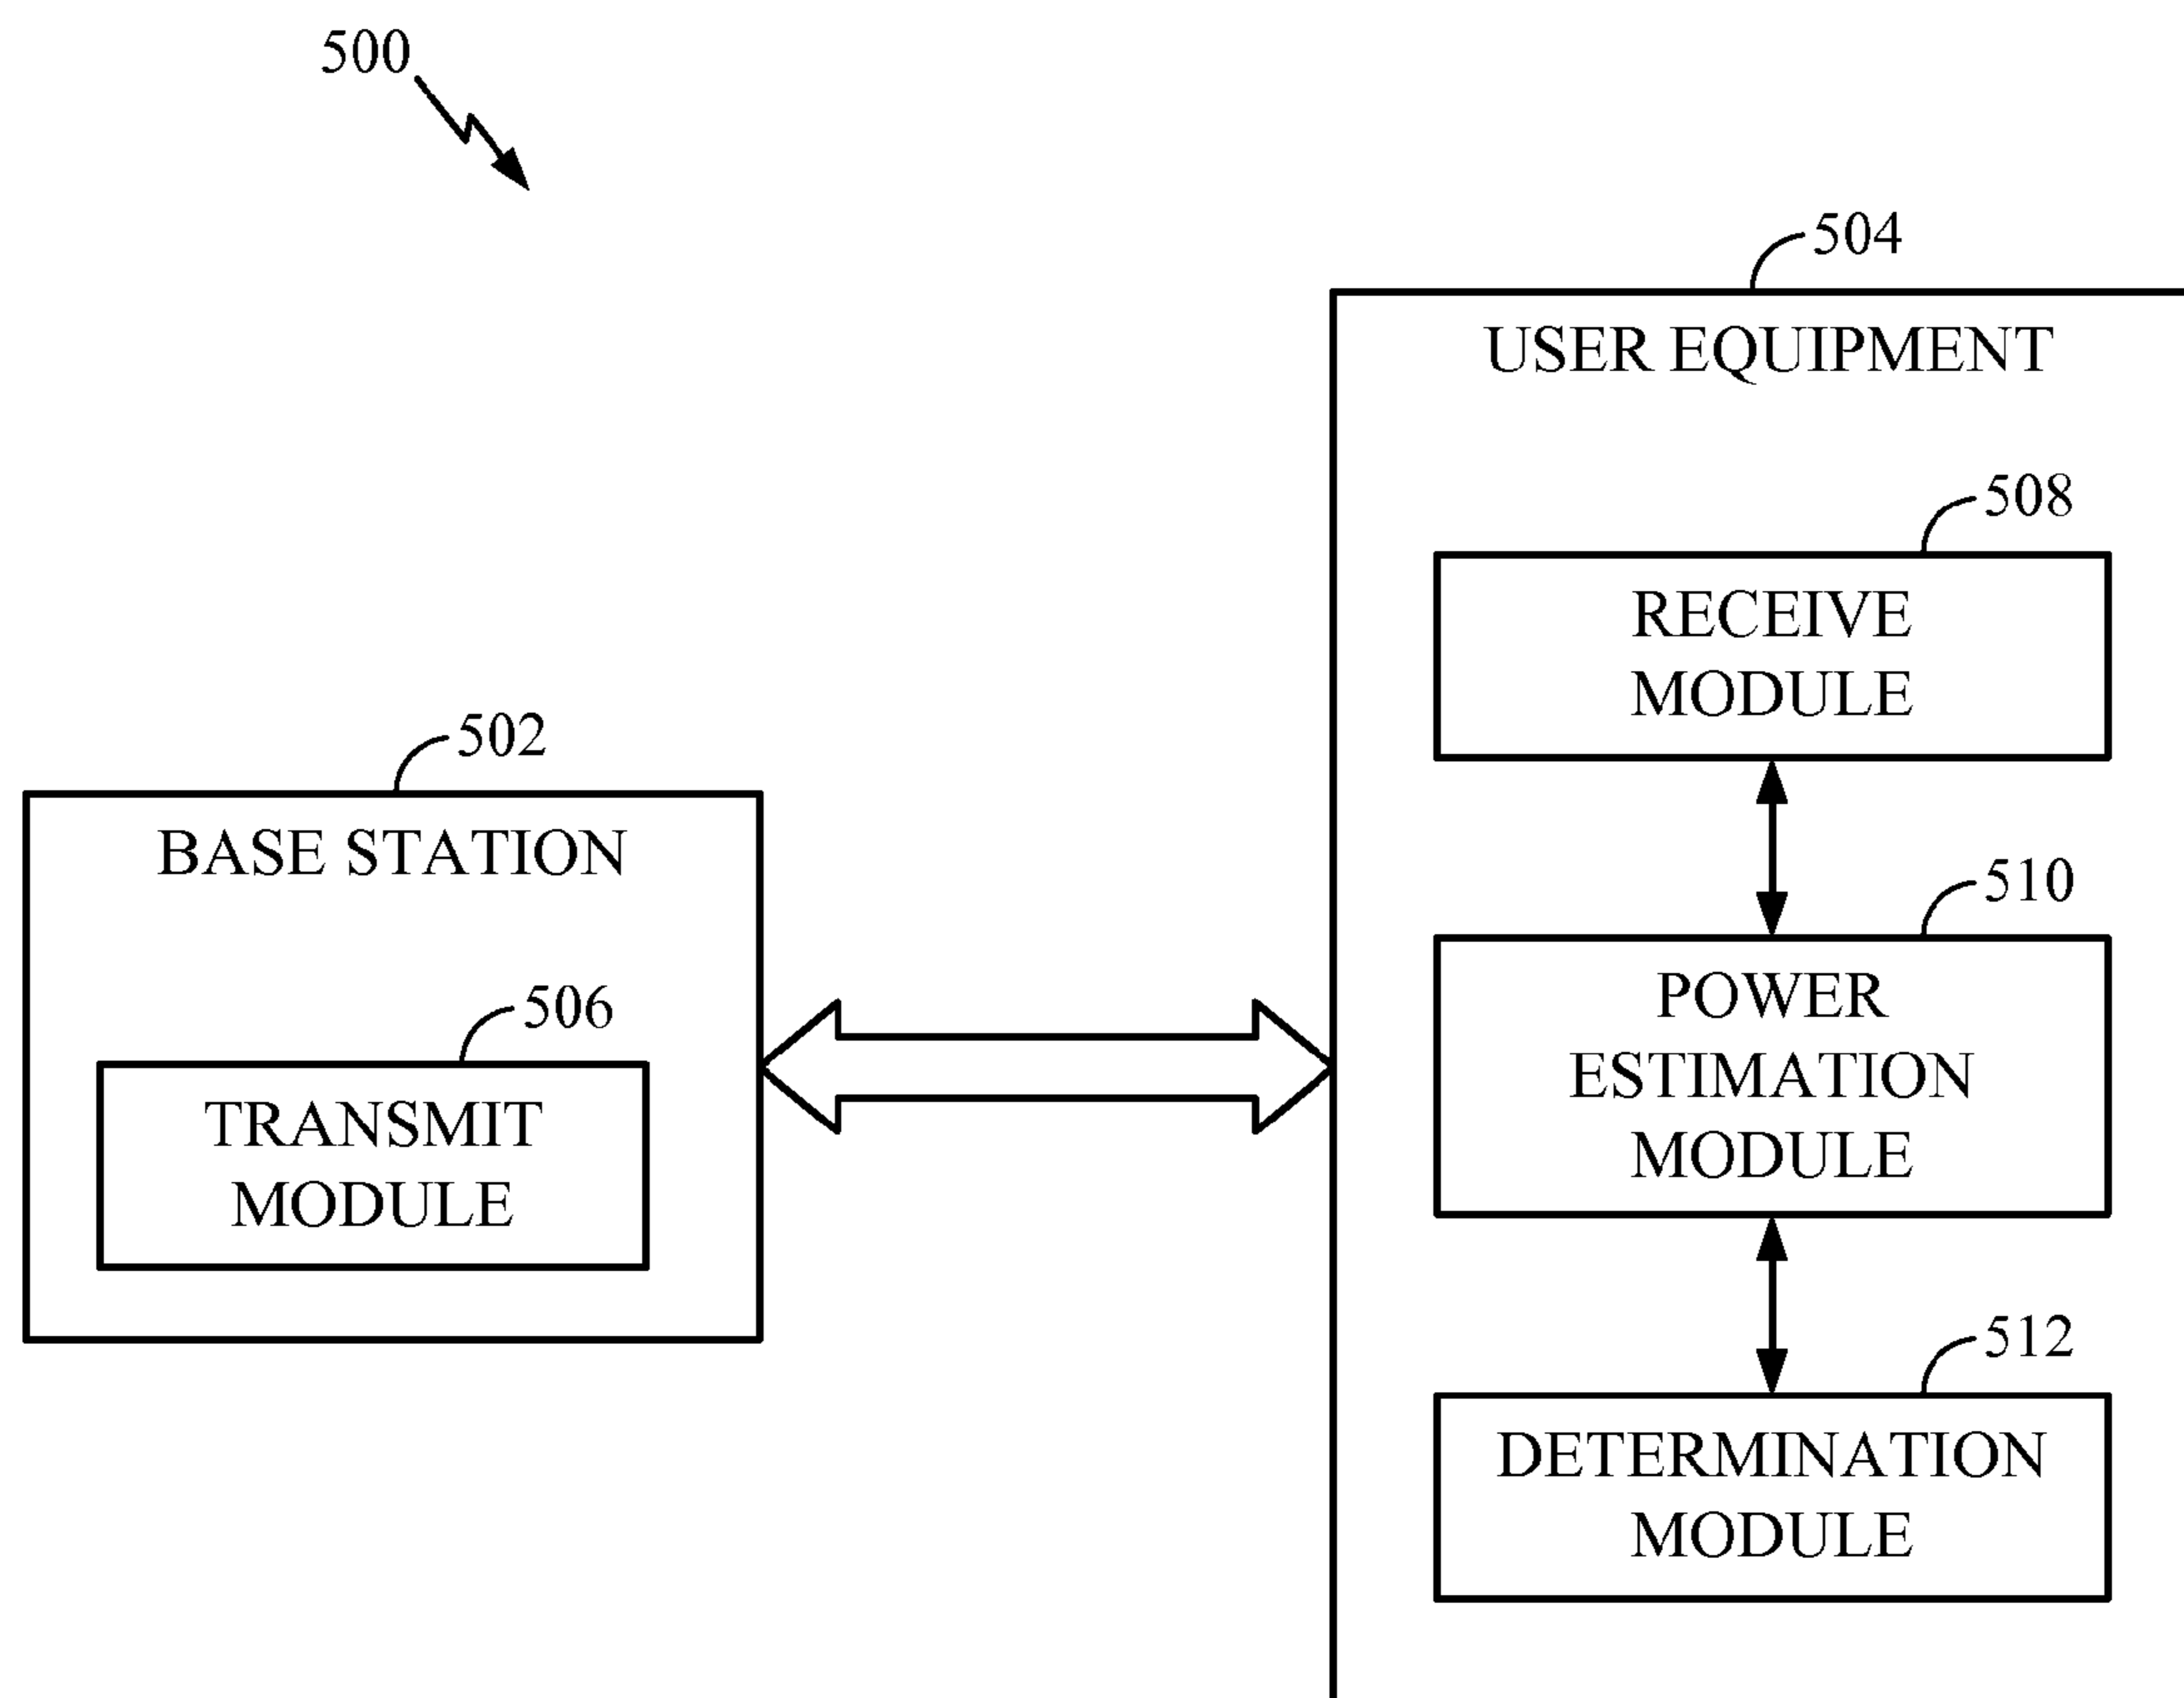 500
504
USER EQUIPMENT
508
RECEIVE
MODULE
502
BASE STATION
510
POWER
ESTIMATION
MODULE
506
TRANSMIT
MODULE
512
DETERMINATION
MODULE